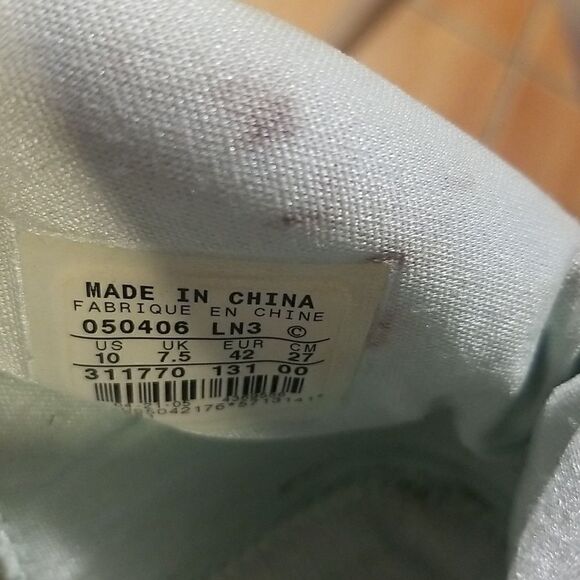 MADE IN CHINA
FABRIQUE EN CHINE
050406 LN3 ©
US UK EUR CM
10 7.5 42 27
311770 131 00